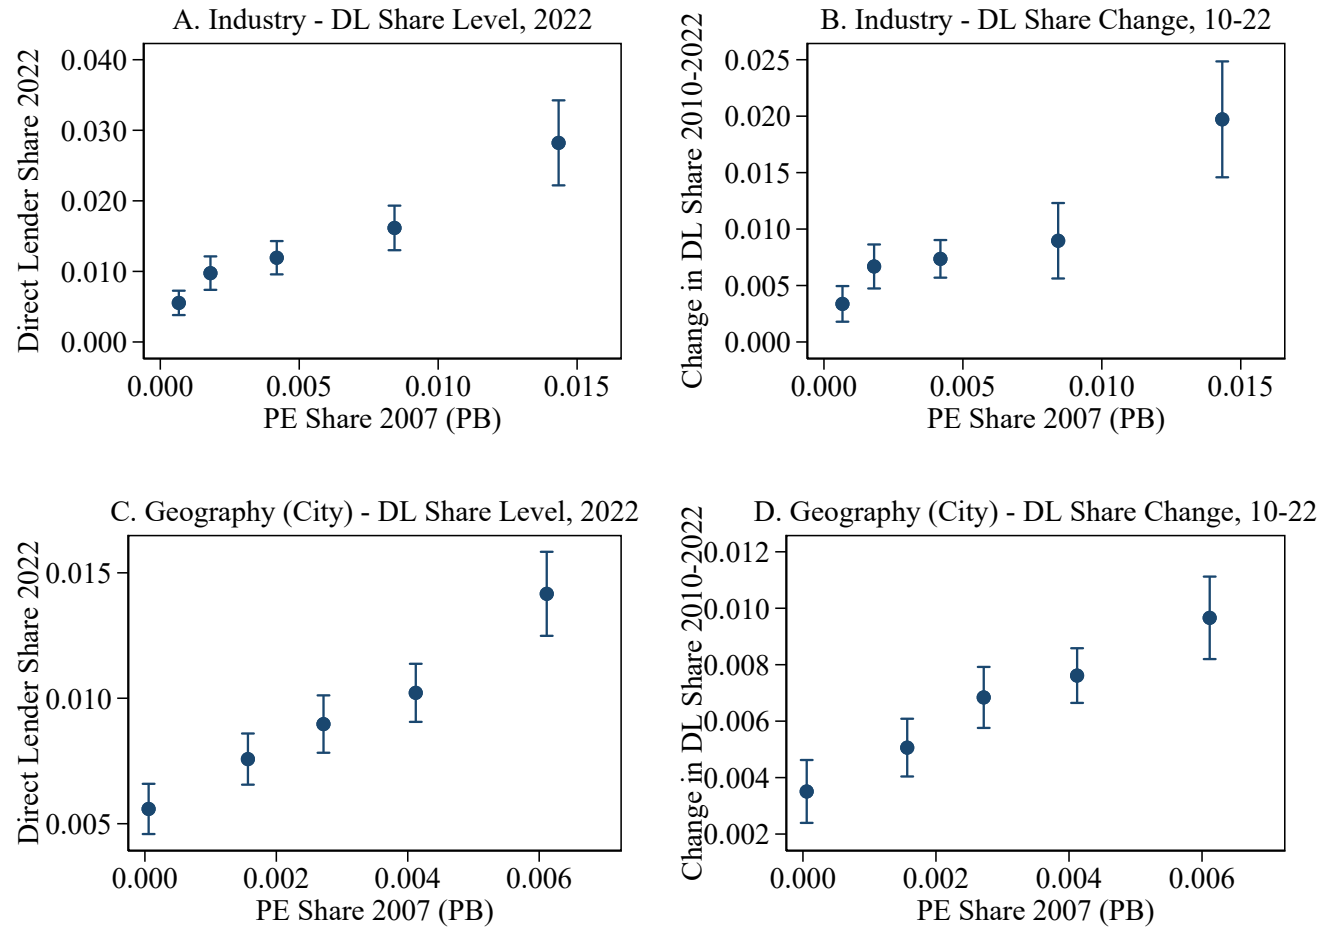 A. Industry - DL Share Level, 2022
Direct Lender Share 2022
0.040
0.030
0.020
0.010
0.000
0.000 0.005 0.010 0.015
PE Share 2007 (PB)
B. Industry - DL Share Change, 10-22
Change in DL Share 2010-2022
0.025
0.020
0.015
0.010
0.005
0.000
0.000 0.005 0.010 0.015
PE Share 2007 (PB)
C. Geography (City) - DL Share Level, 2022
Direct Lender Share 2022
0.015
0.010
0.005
0.000 0.002 0.004 0.006
PE Share 2007 (PB)
D. Geography (City) - DL Share Change, 10-22
Change in DL Share 2010-2022
0.012
0.010
0.008
0.006
0.004
0.002
0.000 0.002 0.004 0.006
PE Share 2007 (PB)